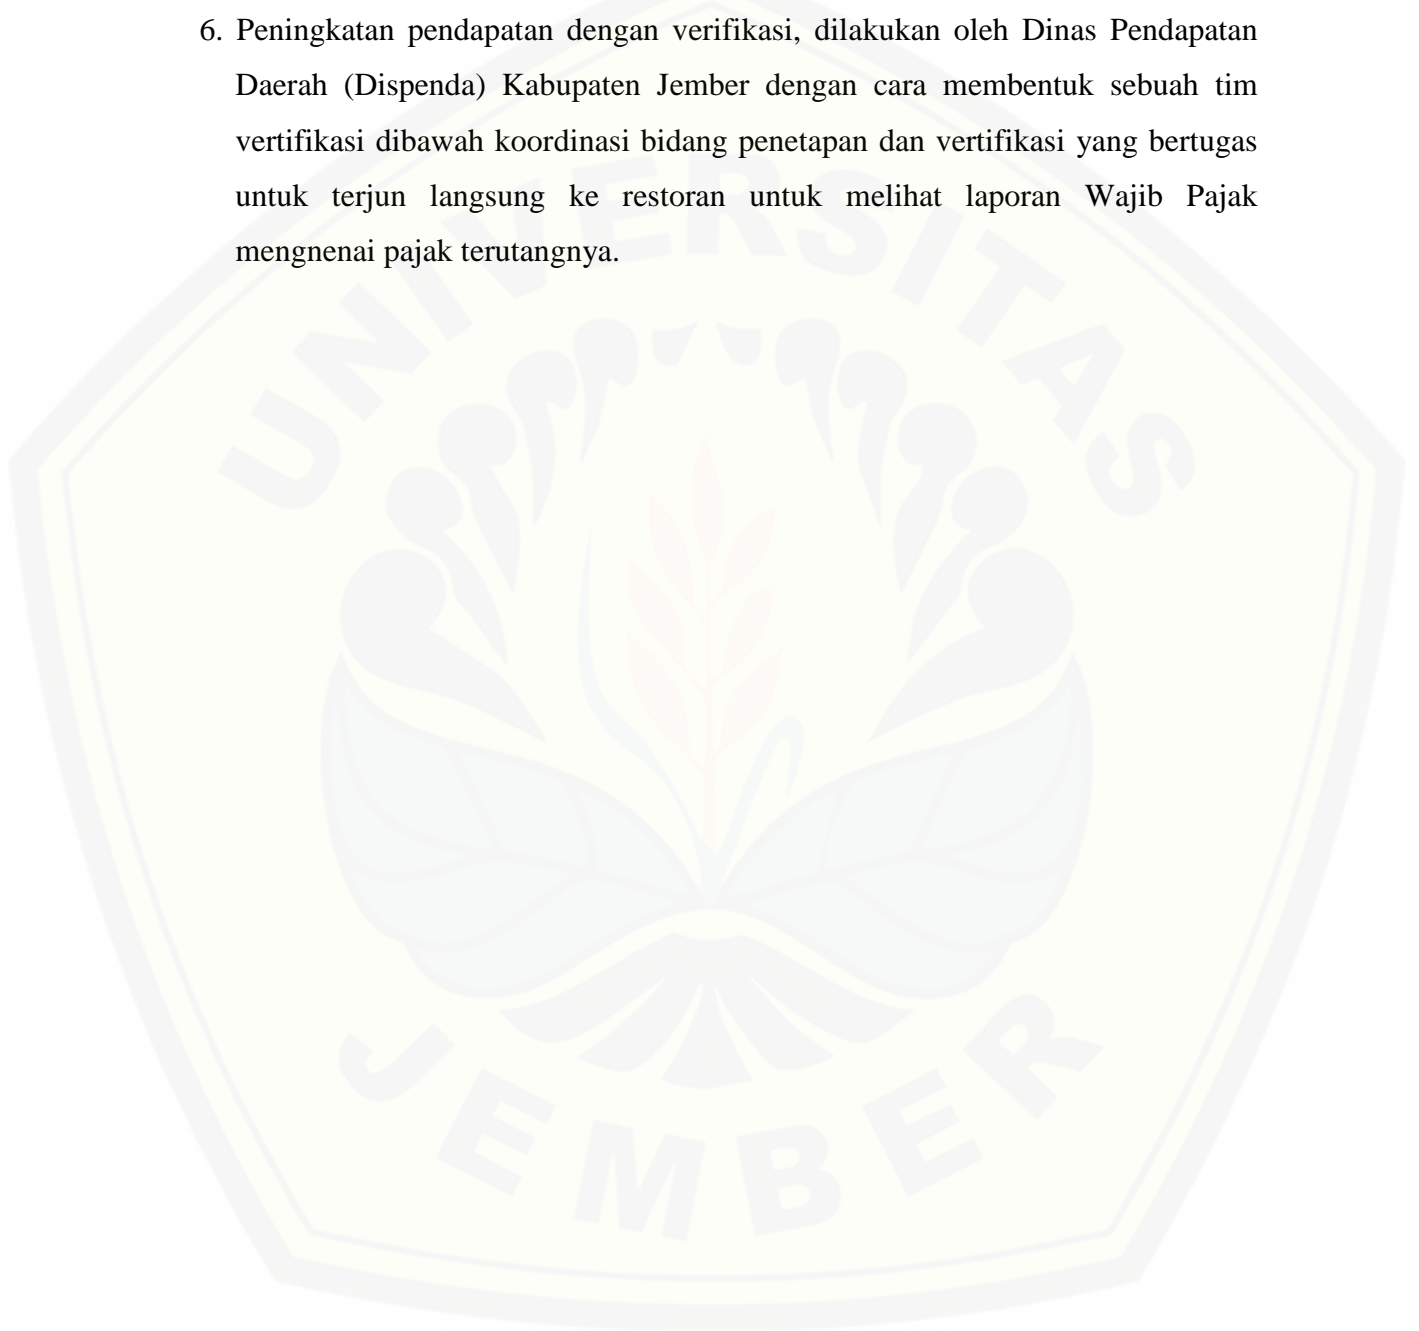 6. Peningkatan pendapatan dengan verifikasi, dilakukan oleh Dinas Pendapatan
Daerah (Dispenda) Kabupaten Jember dengan cara membentuk sebuah tim
vertifikasi dibawah koordinasi bidang penetapan dan vertifikasi yang bertugas
untuk terjun langsung ke restoran untuk melihat laporan Wajib Pajak
mengnenai pajak terutangnya.
UNIVERSITAS
JEMBER